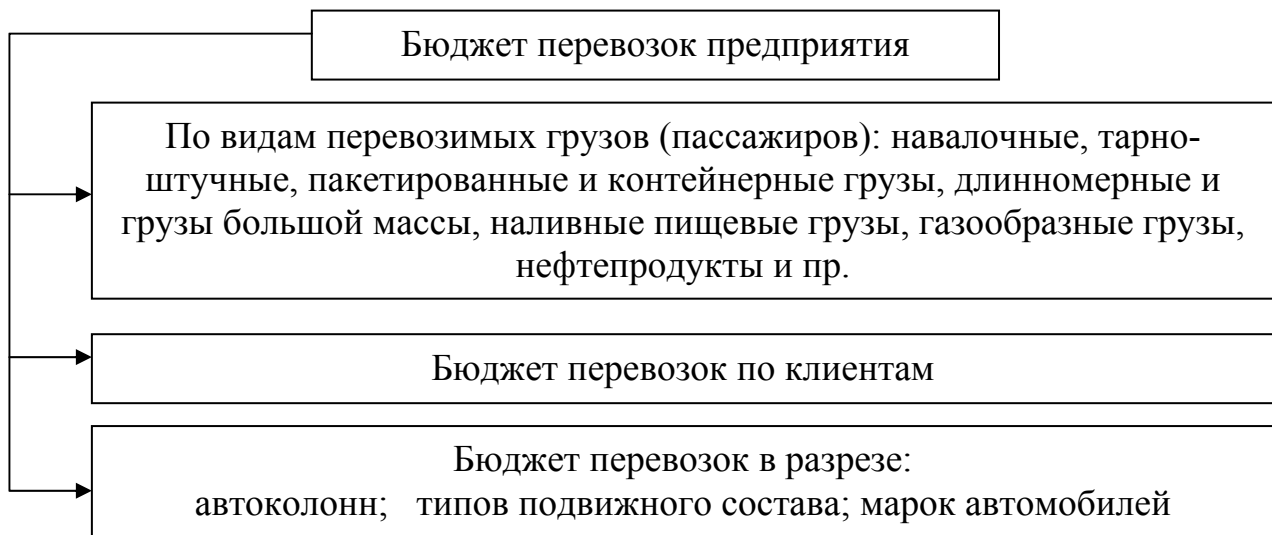 Бюджет перевозок предприятия
По видам перевозимых грузов (пассажиров): навалочные, тарно-
штучные, пакетированные и контейнерные грузы, длинномерные и
грузы большой массы, наливные пищевые грузы, газообразные грузы,
нефтепродукты и пр.
Бюджет перевозок по клиентам
Бюджет перевозок в разрезе:
автоколонн; типов подвижного состава; марок автомобилей